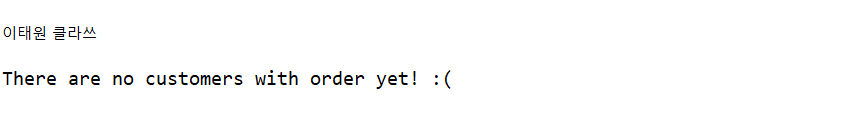 이태원 클라쓰
There are no customers with order yet! :(